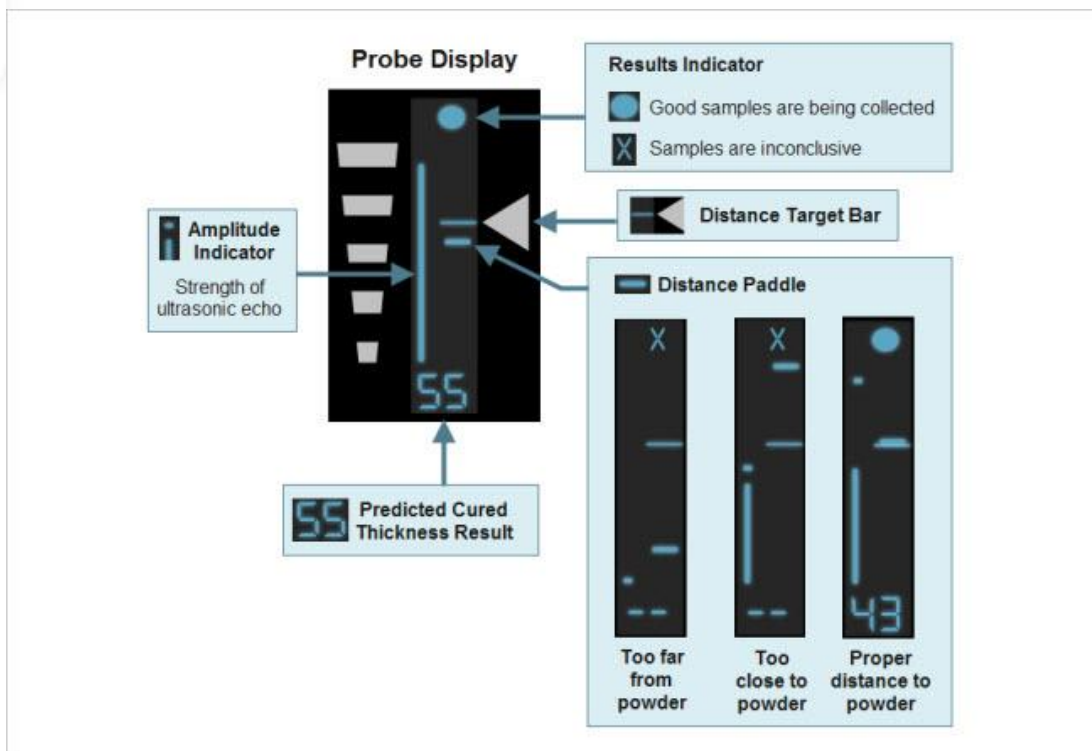 Probe Display
55
Results Indicator
Good samples are being collected
X Samples are inconclusive
Amplitude
Indicator
Strength of
ultrasonic echo
Distance Target Bar
Distance Paddle
X
X
-- --
43
Too far
from
powder
Too
close to
powder
Proper
distance to
powder
55 Predicted Cured
Thickness Result